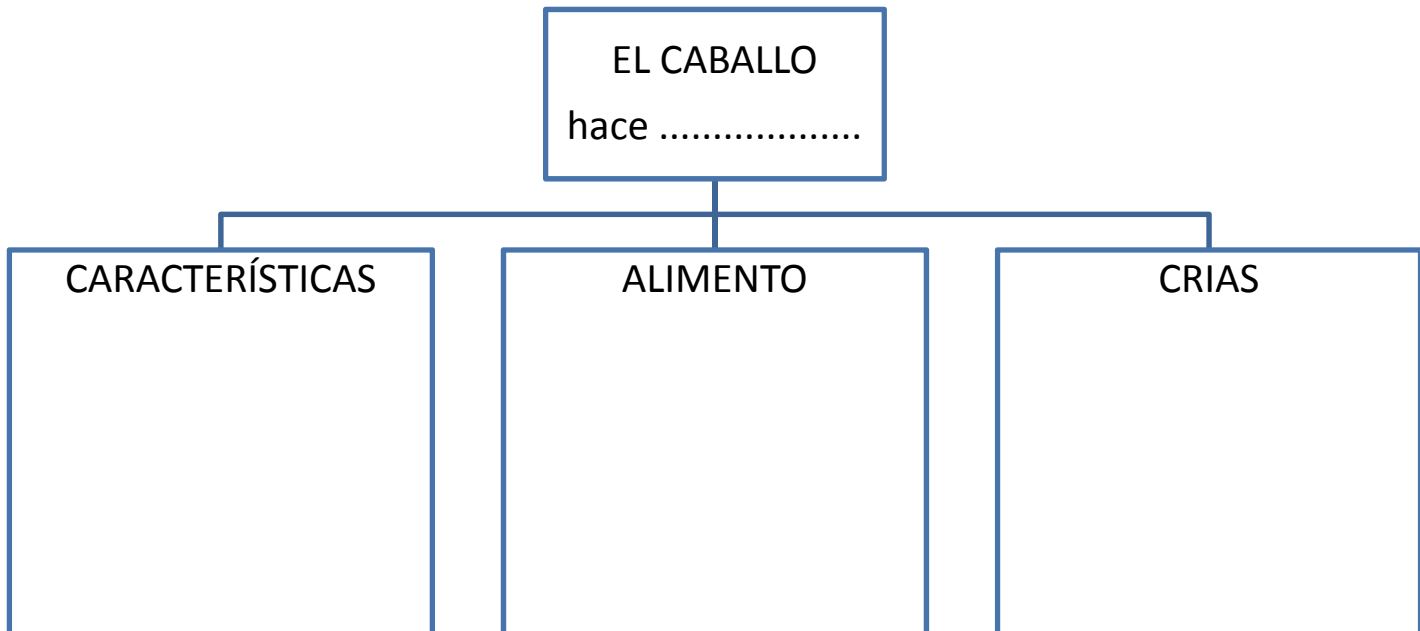 EL CABALLO
hace ...................
CARACTERÍSTICAS
ALIMENTO
CRIAS